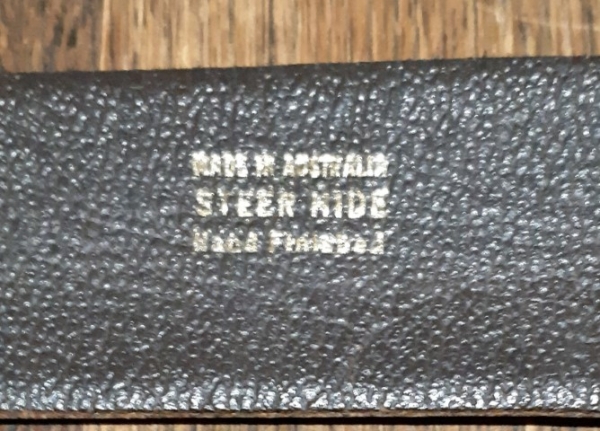 MADE IN AUSTRALIA
STEER HIDE
Hand Finished